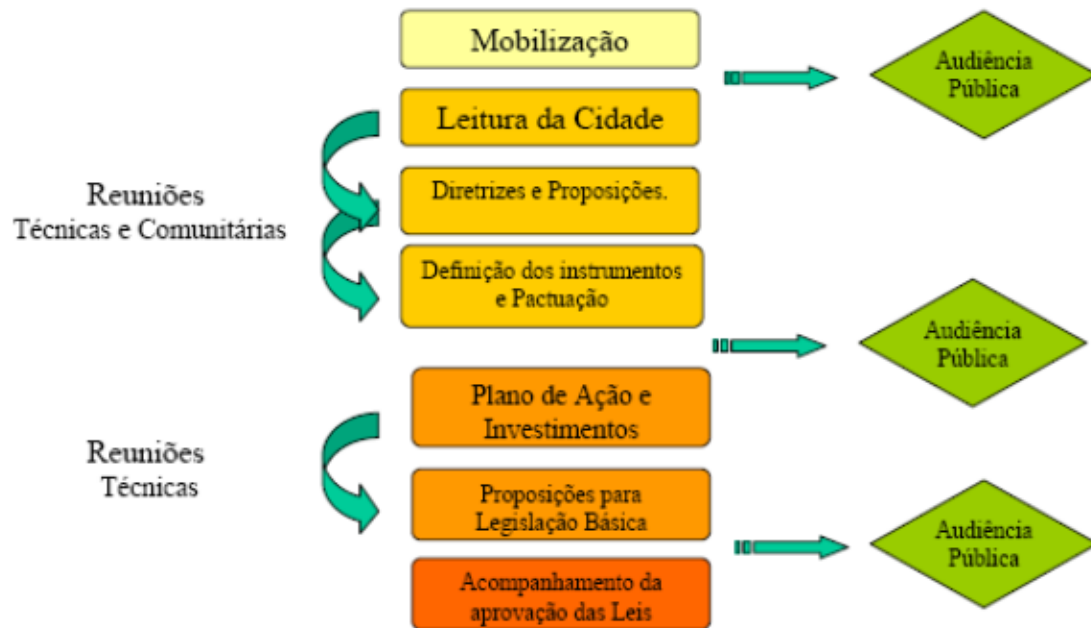 Mobilização
Audiência
Pública
Leitura da Cidade
Reuniões
Técnicas e Comunitárias
Diretrizes e Proposições.
Definição dos instrumentos
e Pactuação
Audiência
Pública
Plano de Ação e
Investimentos
Reuniões
Técnicas
Proposições para
Legislação Básica
Audiência
Pública
Acompanhamento da
aprovação das Leis